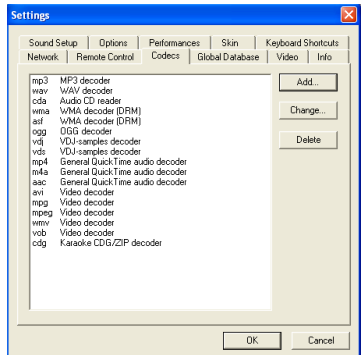 Settings
Sound Setup Options Performances Skin Keyboard Shortcuts
Network Remote Control Codecs Global Database Video Info
mp3 MP3 decoder
wav WAV decoder
cda Audio CD reader
wma WMA decoder (DRM)
asf WMA decoder (DRM)
ogg OGG decoder
vdj VDJ-samples decoder
vds VDJ-samples decoder
mp4 General QuickTime audio decoder
m4a General QuickTime audio decoder
aac General QuickTime audio decoder
avi Video decoder
mpg Video decoder
mpeg Video decoder
wmv Video decoder
vob Video decoder
cdg Karaoke CDG/ZIP decoder
Add...
Change...
Delete
OK Cancel